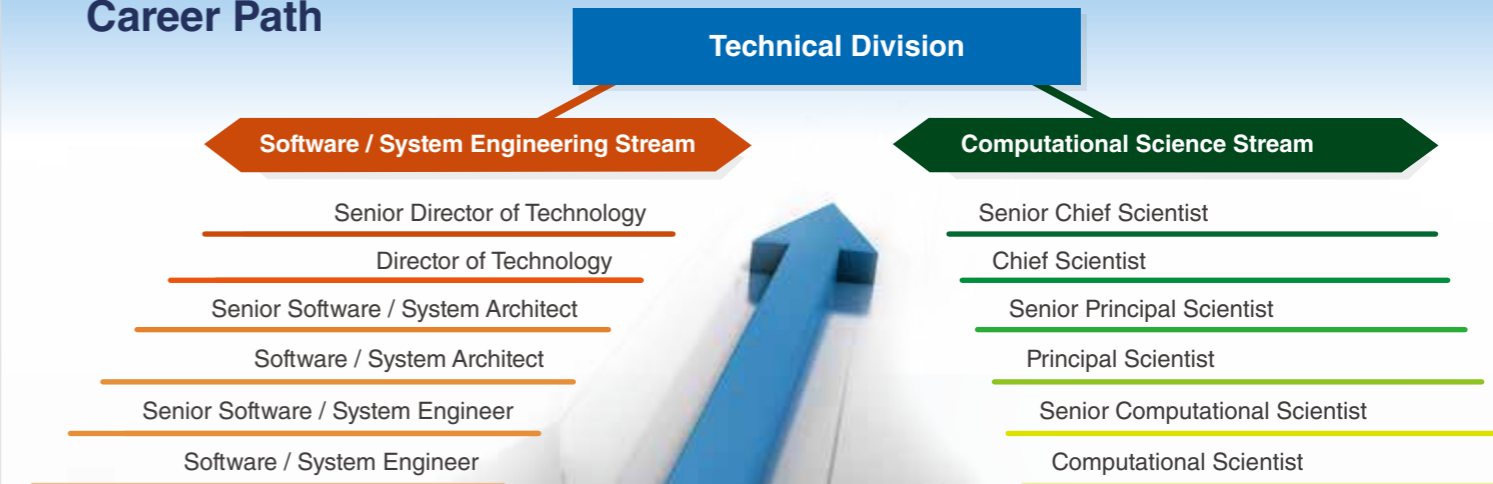 Career Path
Technical Division
Software / System Engineering Stream
Senior Director of Technology
Director of Technology
Senior Software / System Architect
Software / System Architect
Senior Software / System Engineer
Software / System Engineer
Computational Science Stream
Senior Chief Scientist
Chief Scientist
Senior Principal Scientist
Principal Scientist
Senior Computational Scientist
Computational Scientist